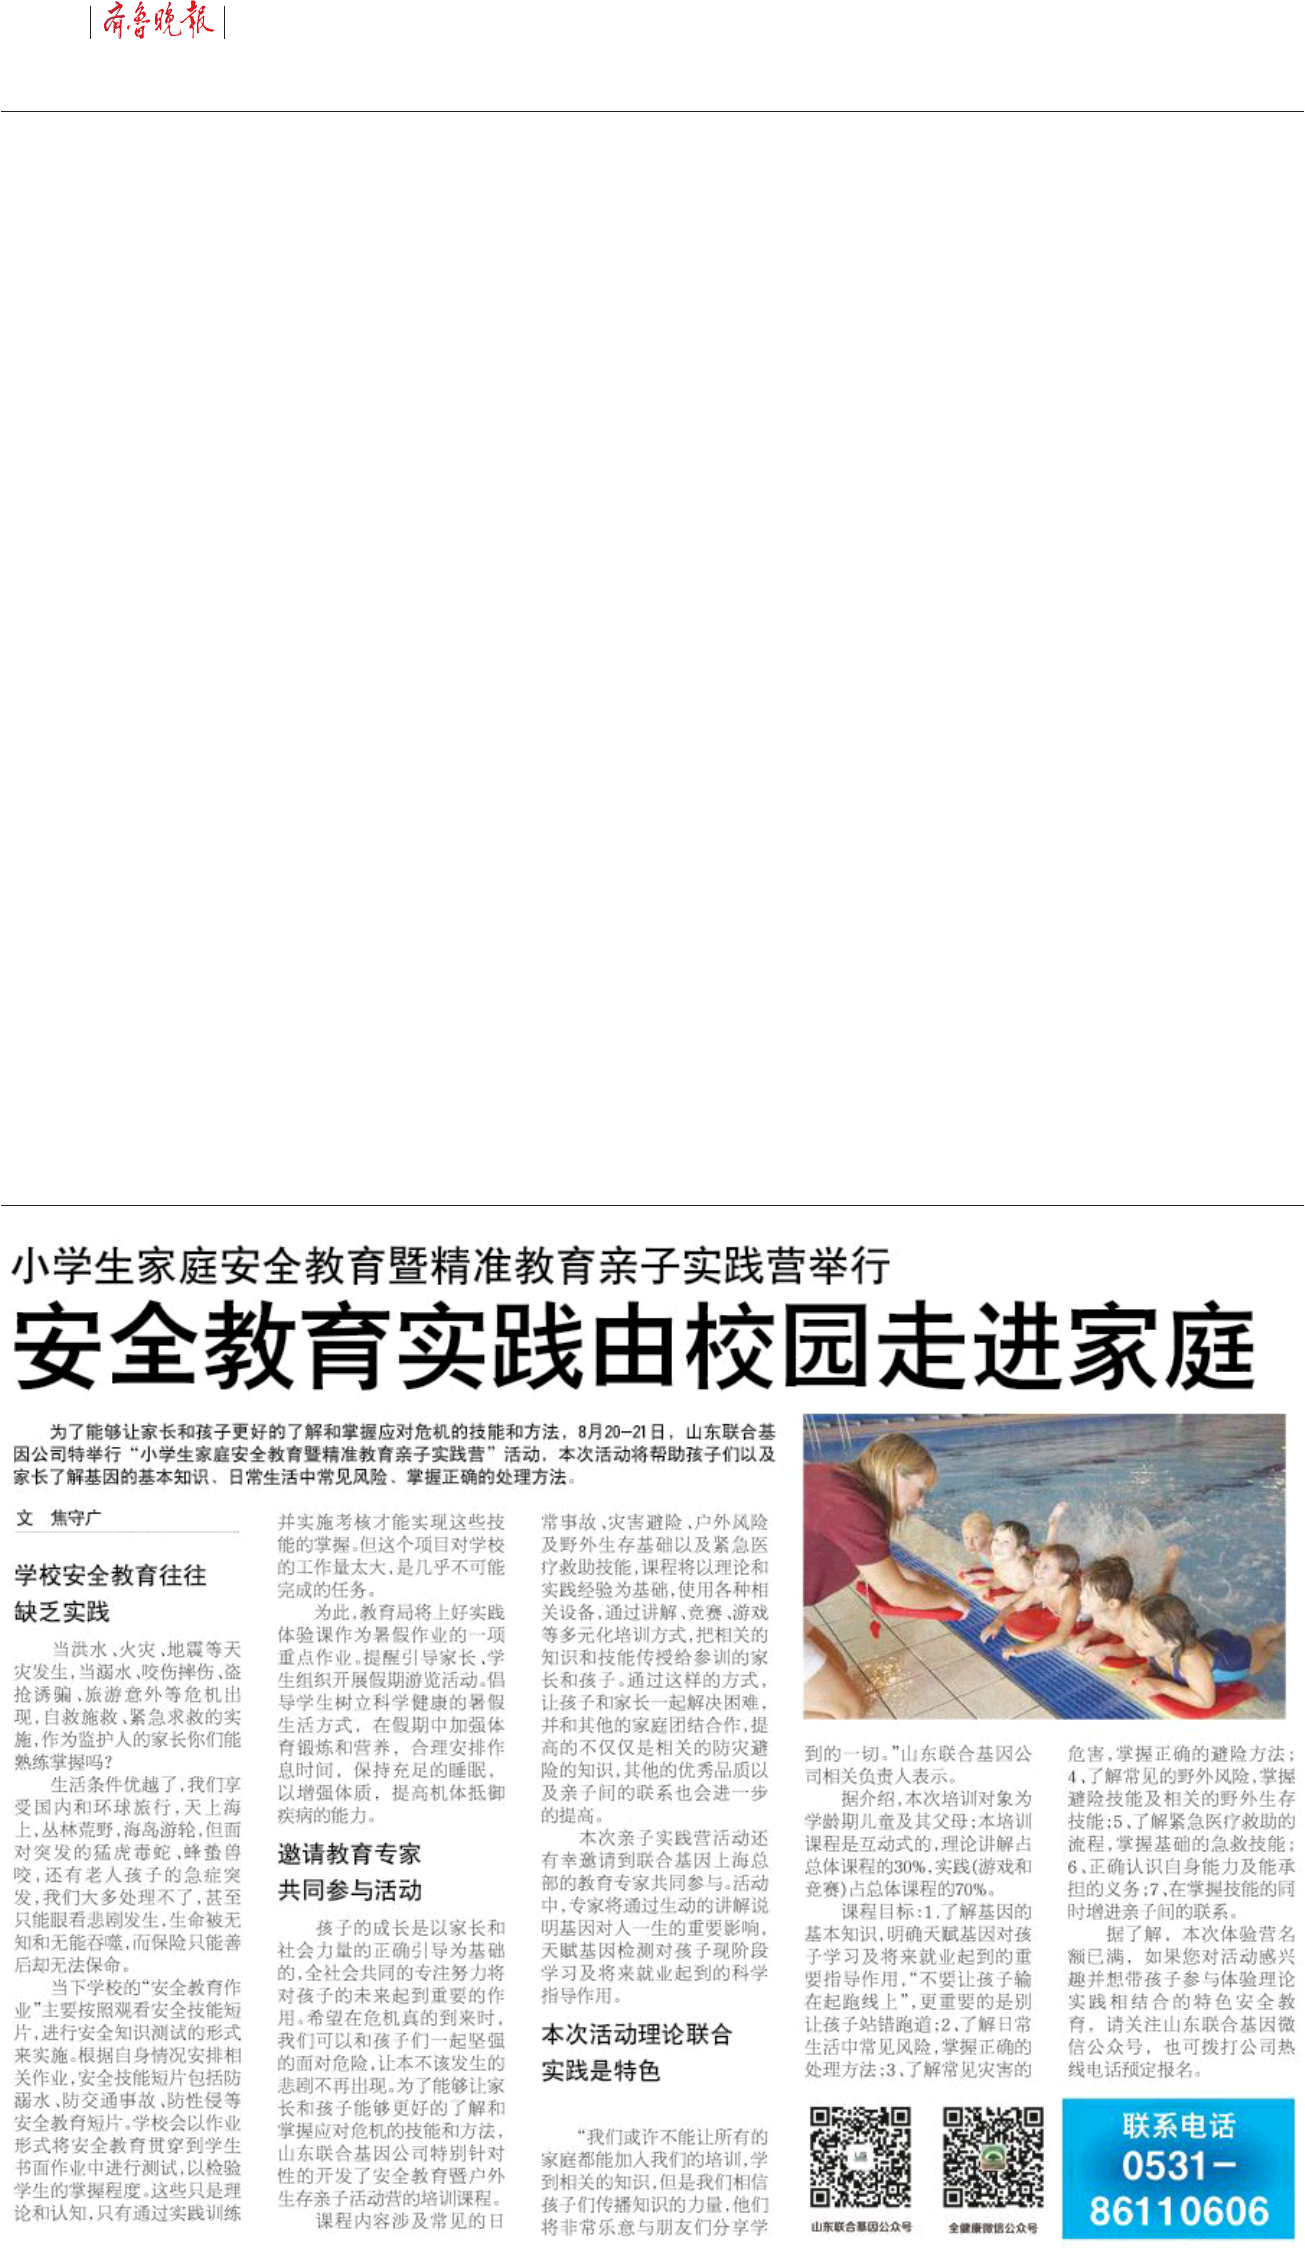 齐鲁晚报
小学生家庭安全教育暨精准教育亲子实践营举行
安全教育实践由校园走进家庭
为了能够让家长和孩子更好的了解和掌握应对危机的技能和方法，8月20—21日，山东联合基
因公司特举行“小学生家庭安全教育暨精准教育亲子实践营”活动，本次活动将帮助孩子们以及
家长了解基因的基本知识、日常生活中常见风险、掌握正确的处理方法。
文 焦守广
学校安全教育往往
缺乏实践
当洪水、火灾、地震等天
灾发生，当溺水、咬伤摔伤、盗
抢诱骗、旅游意外等危机出
现，自救施救、紧急求救的实
施，作为监护人的家长你们能
熟练掌握吗？
生活条件优越了，我们享
受国内和环球旅行，天上海
上，丛林荒野，海岛游轮，但面
对突发的猛虎毒蛇、蜂蛰兽
咬，还有老人孩子的急症突
发，我们大多处理不了，甚至
只能眼看悲剧发生，生命被无
知和无能吞噬，而保险只能善
后却无法保命。
当下学校的“安全教育作
业”主要按照观看安全技能短
片，进行安全知识测试的形式
来实施。根据自身情况安排相
关作业，安全技能短片包括防
溺水、防交通事故、防性侵等
安全教育短片。学校会以作业
形式将安全教育贯穿到学生
书面作业中进行测试，以检验
学生的掌握程度。这些只是理
论和认知，只有通过实践训练
并实施考核才能实现这些技
能的掌握。但这个项目对学校
的工作量太大，是几乎不可能
完成的任务。
为此，教育局将上好实践
体验课作为暑假作业的一项
重点作业。提醒引导家长、学
生组织开展假期游览活动。倡
导学生树立科学健康的暑假
生活方式，在假期中加强体
育锻炼和营养，合理安排作
息时间，保持充足的睡眠，
以增强体质，提高机体抵御
疾病的能力。
邀请教育专家
共同参与活动
孩子的成长是以家长和
社会力量的正确引导为基础
的，全社会共同的专注努力将
对孩子的未来起到重要的作
用。希望在危机真的到来时，
我们可以和孩子们一起坚强
的面对危险，让本不该发生的
悲剧不再出现。为了能够让家
长和孩子能够更好的了解和
掌握应对危机的技能和方法，
山东联合基因公司特别针对
性的开发了安全教育暨户外
生存亲子活动营的培训课程。
课程内容涉及常见的日
常事故、灾害避险、户外风险
及野外生存基础以及紧急医
疗救助技能，课程将以理论和
实践经验为基础，使用各种相
关设备，通过讲解、竞赛、游戏
等多元化培训方式，把相关的
知识和技能传授给参训的家
长和孩子。通过这样的方式，
让孩子和家长一起解决困难，
并和其他的家庭团结合作，提
高的不仅仅是相关的防灾避
险的知识，其他的优秀品质以
及亲子间的联系也会进一步
的提高。
本次亲子实践营活动还
有幸邀请到联合基因上海总
部的教育专家共同参与。活动
中，专家将通过生动的讲解说
明基因对人一生的重要影响，
天赋基因检测对孩子现阶段
学习及将来就业起到的科学
指导作用。
本次活动理论联合
实践是特色
“我们或许不能让所有的
家庭都能加入我们的培训，学
到相关的知识，但是我们相信
孩子们传播知识的力量，他们
将非常乐意与朋友们分享学
到的一切。”山东联合基因公
司相关负责人表示。
据介绍，本次培训对象为
学龄期儿童及其父母；本培训
课程是互动式的，理论讲解占
总体课程的30%，实践（游戏和
竞赛）占总体课程的70%。
课程目标：1、了解基因的
基本知识，明确天赋基因对孩
子学习及将来就业起到的重
要指导作用，“不要让孩子输
在起跑线上”，更重要的是别
让孩子站错跑道；2、了解日常
生活中常见风险，掌握正确的
处理方法；3、了解常见灾害的
危害，掌握正确的避险方法；
4、了解常见的野外风险，掌握
避险技能及相关的野外生存
技能；5、了解紧急医疗救助的
流程，掌握基础的急救技能；
6、正确认识自身能力及能承
担的义务；7、在掌握技能的同
时增进亲子间的联系。
据了解，本次体验营名
额已满，如果您对活动感兴
趣并想带孩子参与体验理论
实践相结合的特色安全教
育，请关注山东联合基因微
信公众号，也可拨打公司热
线电话预定报名。
山东联合基因公众号
全健康微信公众号
联系电话
0531—
86110606